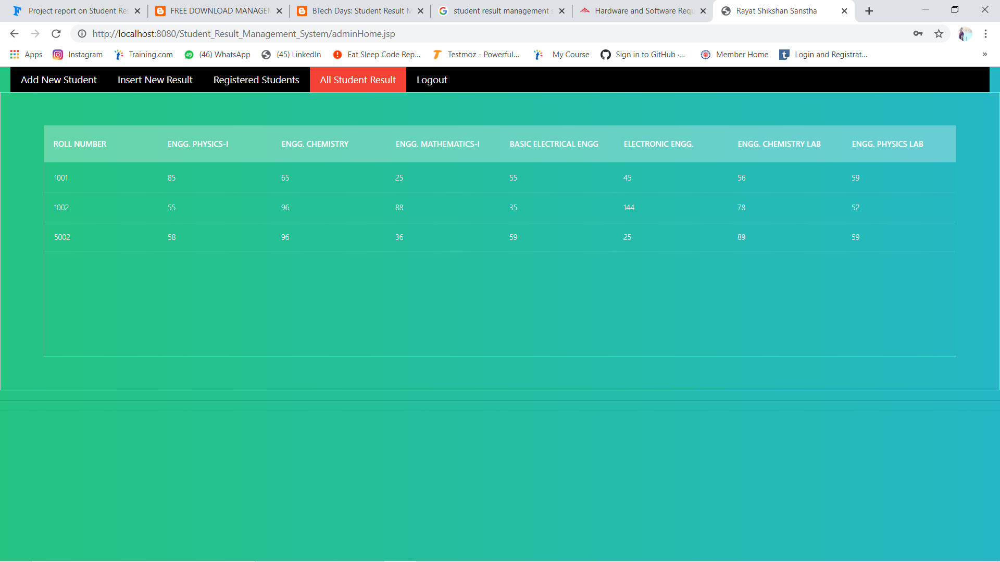 Project report on Student Res
FREE DOWNLOAD MANAGEM
BTech Days: Student Result M
student result management s
Hardware and Software Requ
Rayat Shikshan Sanstha
http://localhost:8080/Student_Result_Management_System/adminHome.jsp
Apps Instagram Training.com 49 (46) WhatsApp (45) LinkedIn Eat Sleep Code Rep... Testmoz - Powerful... My Course Sign in to GitHub ·... Member Home Login and Registrat... »
Add New Student Insert New Result Registered Students All Student Result Logout
ROLL NUMBER ENGG. PHYSICS-I ENGG. CHEMISTRY ENGG. MATHEMATICS-I BASIC ELECTRICAL ENGG ELECTRONIC ENGG. ENGG. CHEMISTRY LAB ENGG. PHYSICS LAB
1001 85 65 25 55 45 56 59
1002 55 96 88 35 144 78 52
5002 58 96 36 59 25 89 59